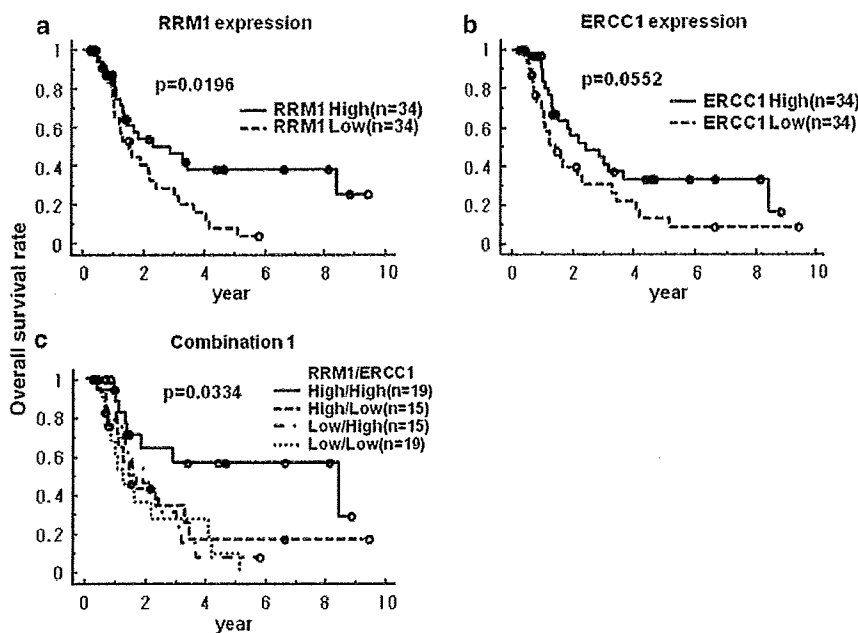 a
RRM1 expression
1
0.8
0.6
0.4
0.2
0
p=0.0196
RRM1 High(n=34)
RRM1 Low(n=34)
0 2 4 6 8 10
year
b
ERCC1 expression
1
0.8
0.6
0.4
0.2
0
p=0.0552
ERCC1 High(n=34)
ERCC1 Low(n=34)
0 2 4 6 8 10
year
Overall survival rate
c
Combination 1
1
0.8
0.6
0.4
0.2
0
p=0.0334
RRM1/ERCC1
High/High(n=19)
High/Low(n=15)
Low/High(n=15)
Low/Low(n=19)
0 2 4 6 8 10
year